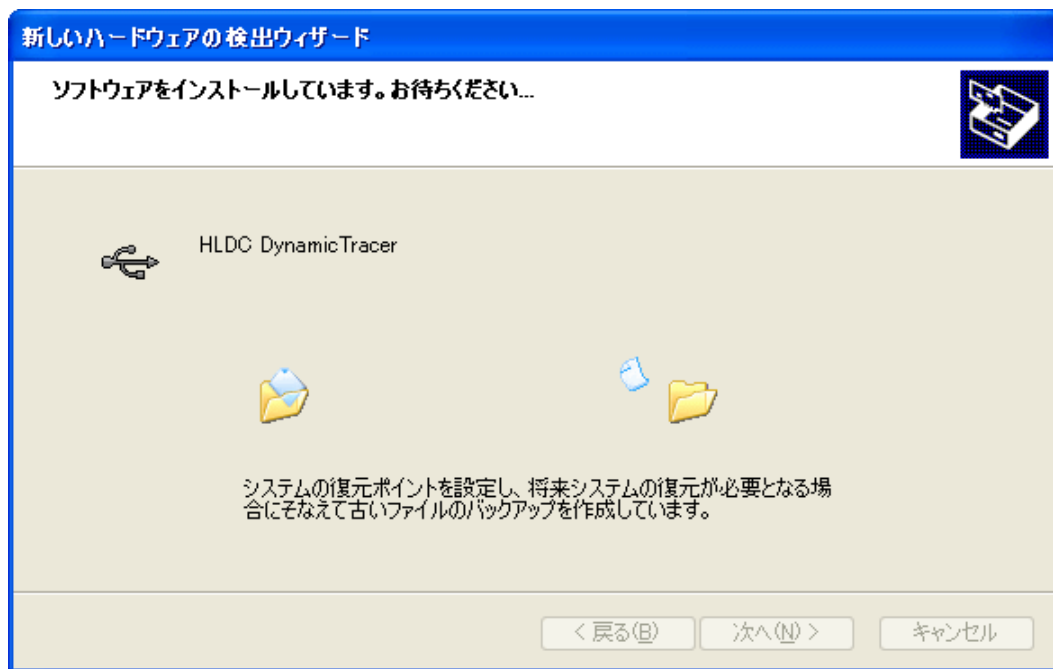 新しいハードウェアの検出ウィザード
ソフトウェアをインストールしています。お待ちください...
HLDC DynamicTracer
システムの復元ポイントを設定し、将来システムの復元が必要となる場
合にそなえて古いファイルのバックアップを作成しています。
< 戻る(B) 次へ(N) > キャンセル